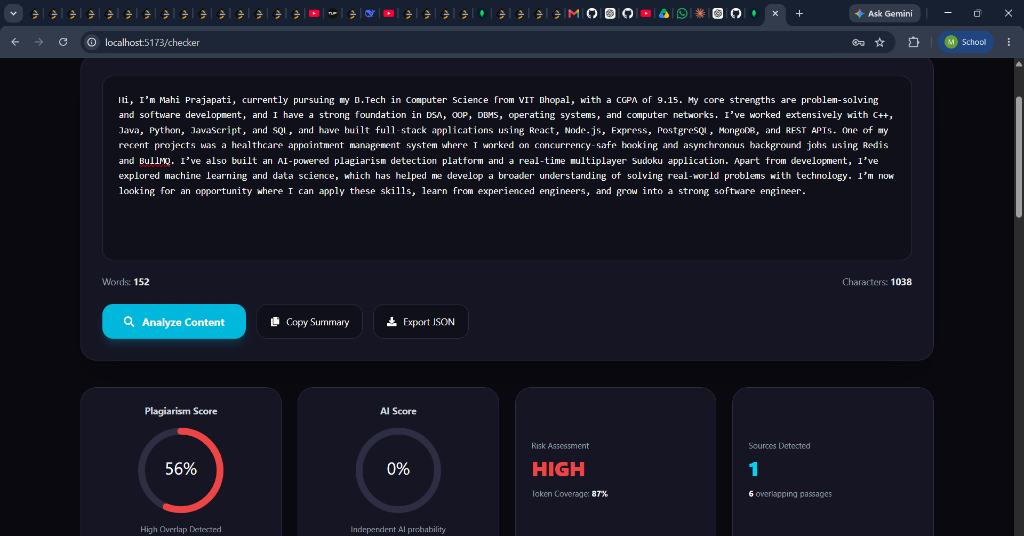 Ask Gemini
localhost:5173/checker
M School
Hi, I'm Mahi Prajapati, currently pursuing my B.Tech in Computer Science from VIT Bhopal, with a CGPA of 9.15. My core strengths are problem-solving
and software development, and I have a strong foundation in DSA, OOP, DBMS, operating systems, and computer networks. I've worked extensively with C++,
Java, Python, JavaScript, and SQL, and have built full-stack applications using React, Node.js, Express, PostgreSQL, MongoDB, and REST APIs. One of my
recent projects was a healthcare appointment management system where I worked on concurrency-safe booking and asynchronous background jobs using Redis
and BullMQ. I've also built an AI-powered plagiarism detection platform and a real-time multiplayer Sudoku application. Apart from development, I've
explored machine learning and data science, which has helped me develop a broader understanding of solving real-world problems with technology. I'm now
looking for an opportunity where I can apply these skills, learn from experienced engineers, and grow into a strong software engineer.
Words: 152 Characters: 1038
Analyze Content Copy Summary Export JSON
Plagiarism Score
56%
High Overlap Detected
AI Score
0%
Independent AI probability
Risk Assessment
HIGH
Token Coverage: 87%
Sources Detected
1
6 overlapping passages